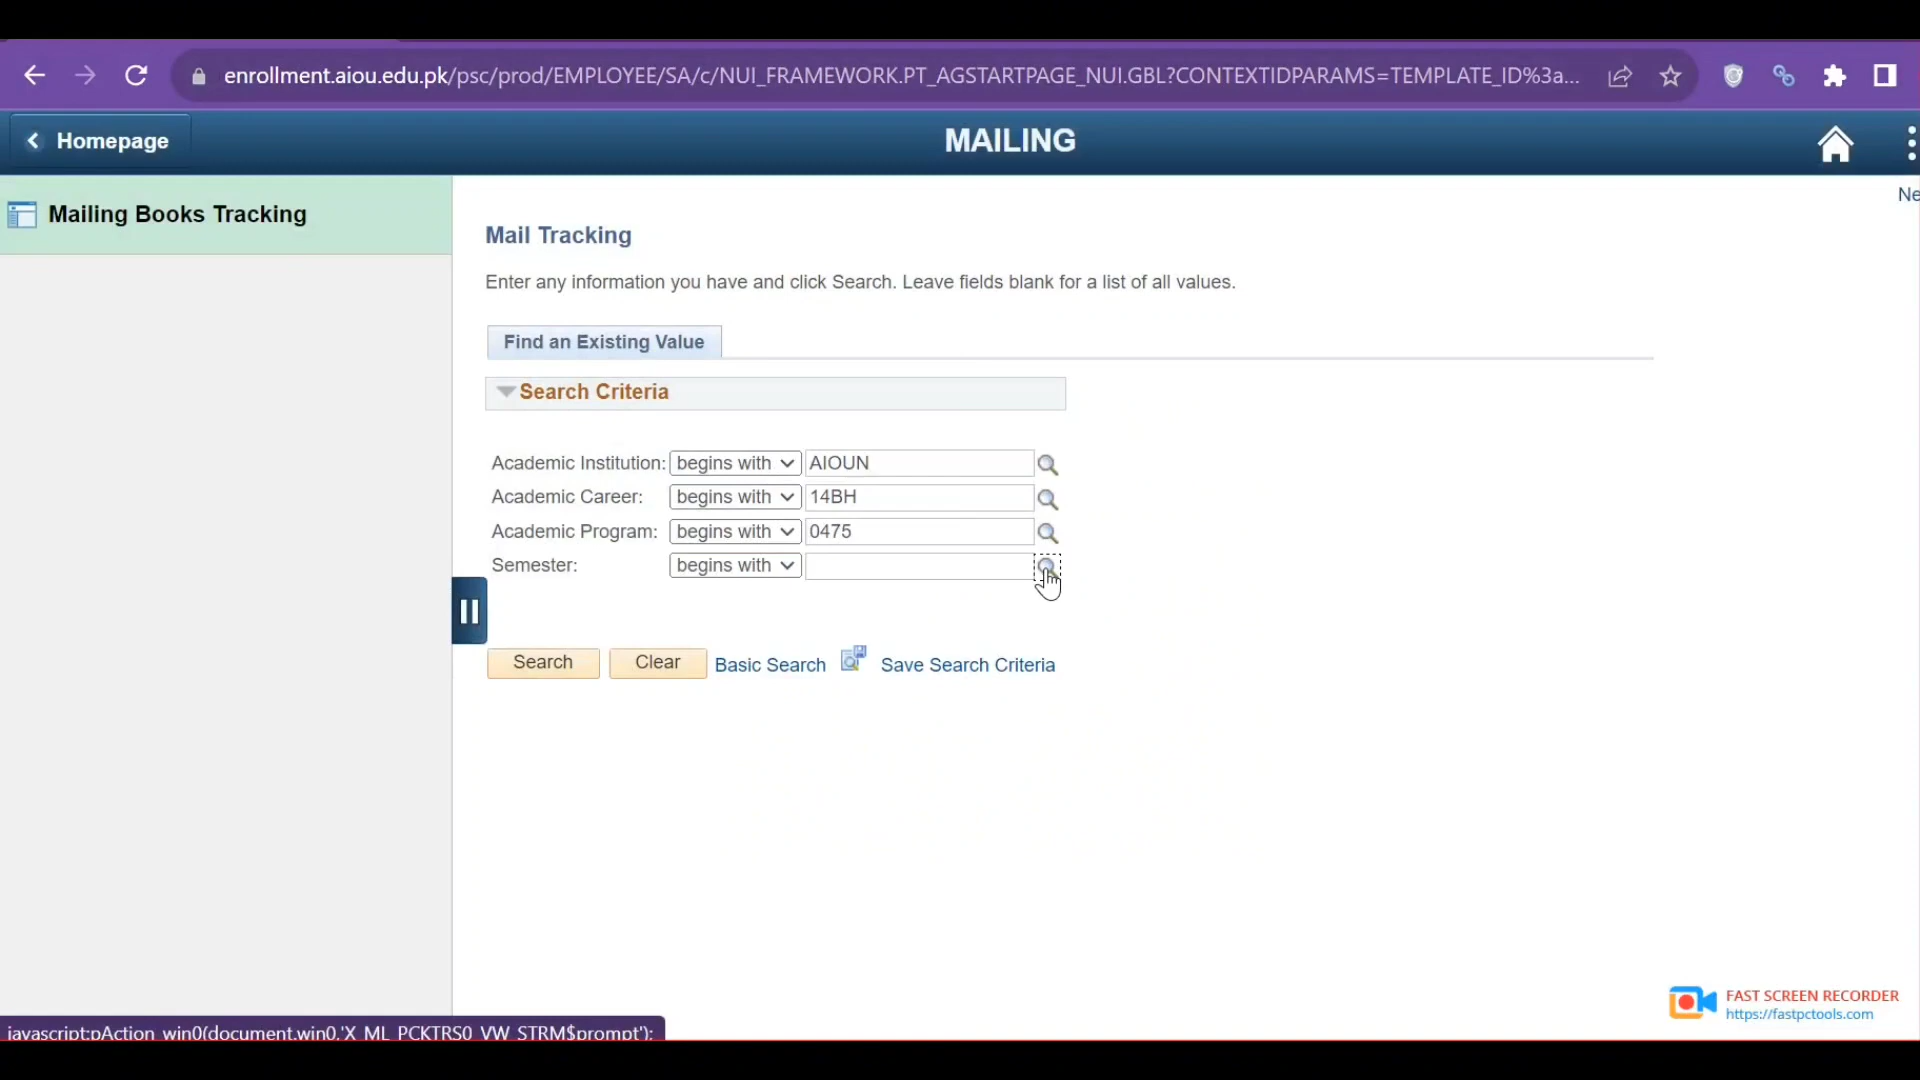 enrollment.aiou.edu.pk/psc/prod/EMPLOYEE/SA/c/NUI_FRAMEWORK.PT_AGSTARTPAGE_NUI.GBL?CONTEXTIDPARAMS=TEMPLATE_ID%3a...
Homepage
MAILING
Ne
Mailing Books Tracking
Mail Tracking
Enter any information you have and click Search. Leave fields blank for a list of all values.
Find an Existing Value
Search Criteria
Academic Institution: begins with AIOUN
Academic Career: begins with 14BH
Academic Program: begins with 0475
Semester: begins with
Search Clear Basic Search Save Search Criteria
FAST SCREEN RECORDER
https://fastpctools.com
javascript:pAction_win0(document.win0,'X_ML_PCKTRS0_VW_STRM$prompt');